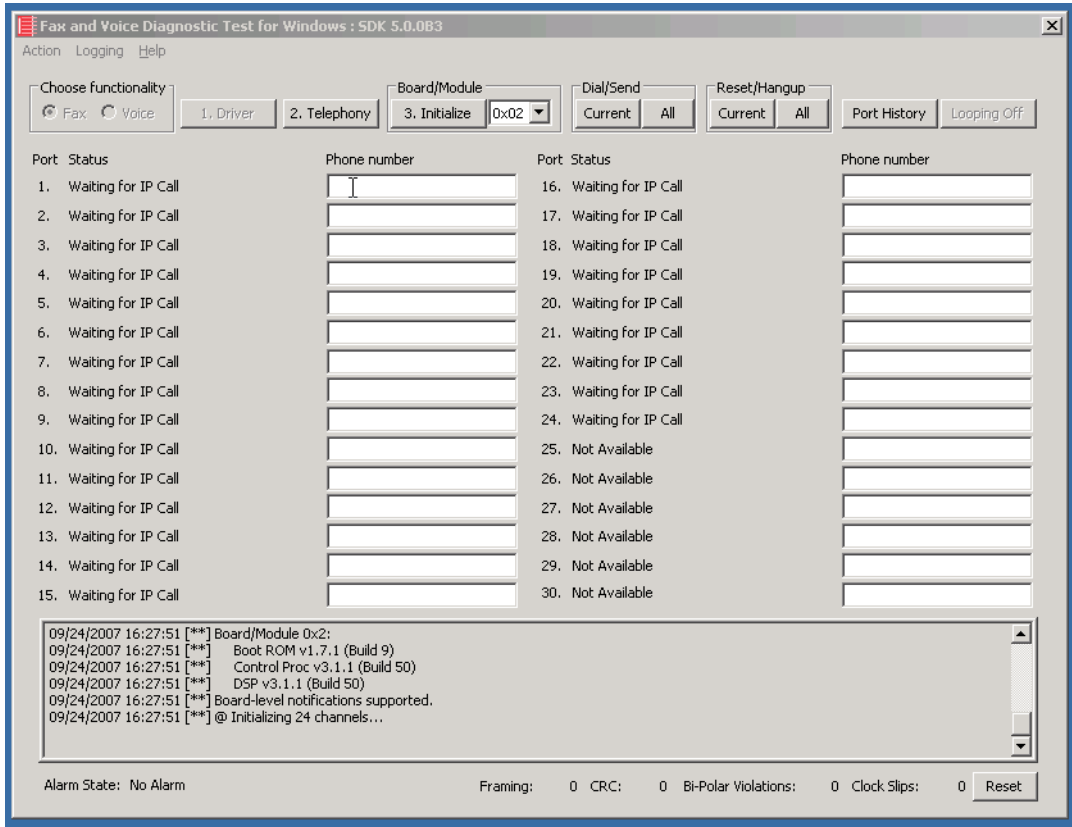 Fax and Voice Diagnostic Test for Windows : SDK 5.0.0B3
Action Logging Help
Choose functionality Board/Module Dial/Send Reset/Hangup
Fax Voice 1. Driver 2. Telephony 3. Initialize 0x02 Current All Current All Port History Looping Off
Port Status Phone number Port Status Phone number
1. Waiting for IP Call 16. Waiting for IP Call
2. Waiting for IP Call 17. Waiting for IP Call
3. Waiting for IP Call 18. Waiting for IP Call
4. Waiting for IP Call 19. Waiting for IP Call
5. Waiting for IP Call 20. Waiting for IP Call
6. Waiting for IP Call 21. Waiting for IP Call
7. Waiting for IP Call 22. Waiting for IP Call
8. Waiting for IP Call 23. Waiting for IP Call
9. Waiting for IP Call 24. Waiting for IP Call
10. Waiting for IP Call 25. Not Available
11. Waiting for IP Call 26. Not Available
12. Waiting for IP Call 27. Not Available
13. Waiting for IP Call 28. Not Available
14. Waiting for IP Call 29. Not Available
15. Waiting for IP Call 30. Not Available
09/24/2007 16:27:51 [**] Board/Module 0x2:
09/24/2007 16:27:51 [**] Boot ROM v1.7.1 (Build 9)
09/24/2007 16:27:51 [**] Control Proc v3.1.1 (Build 50)
09/24/2007 16:27:51 [**] DSP v3.1.1 (Build 50)
09/24/2007 16:27:51 [**] Board-level notifications supported.
09/24/2007 16:27:51 [**] @ Initializing 24 channels...
Alarm State: No Alarm Framing: 0 CRC: 0 Bi-Polar Violations: 0 Clock Slips: 0 Reset